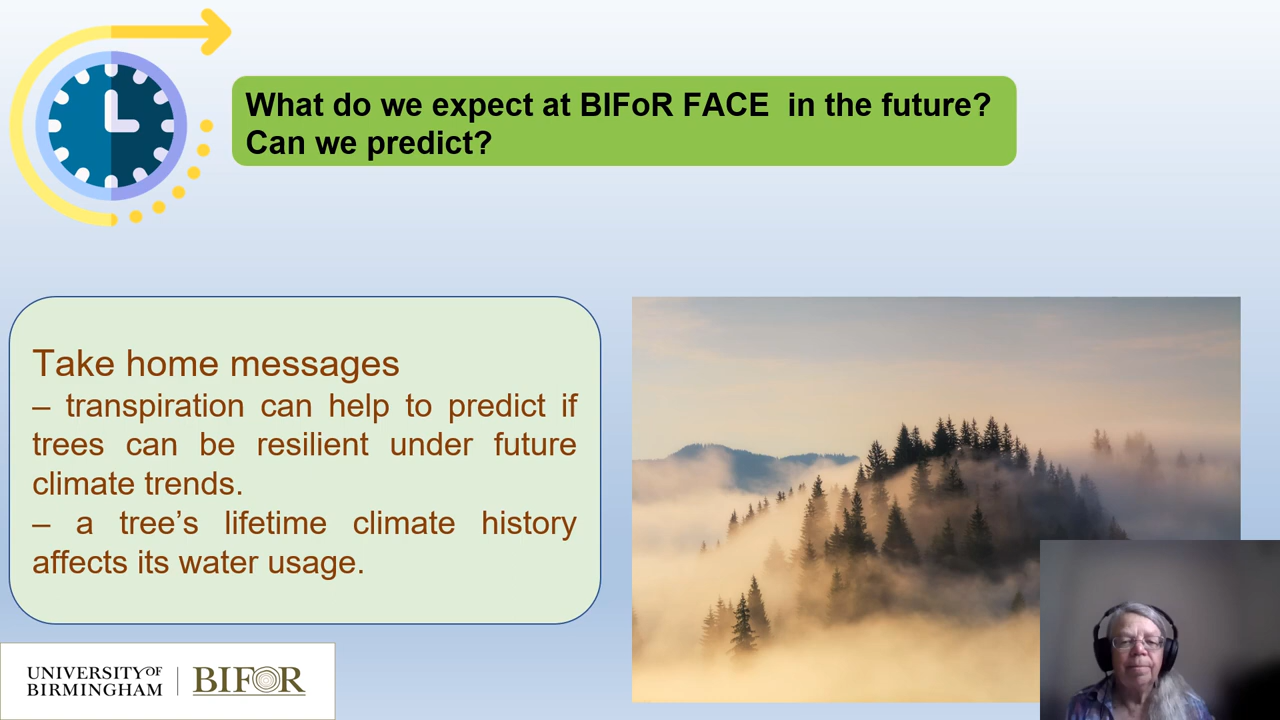 What do we expect at BIFoR FACE  in the future?
Can we predict?
Take home messages
– transpiration can help to predict if
trees can be resilient under future
climate trends.
– a tree’s lifetime climate history
affects its water usage.
UNIVERSITY OF
BIRMINGHAM
BIFOR